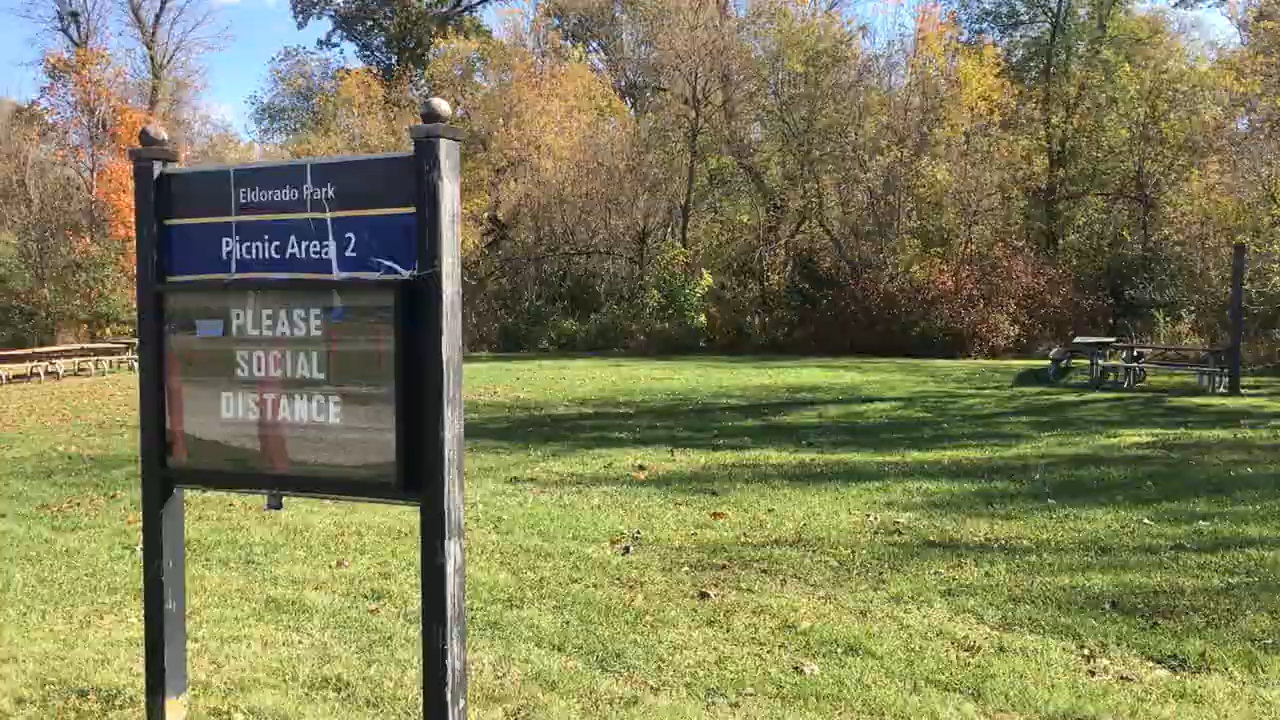 Eldorado Park
Picnic Area 2
PLEASE
SOCIAL
DISTANCE